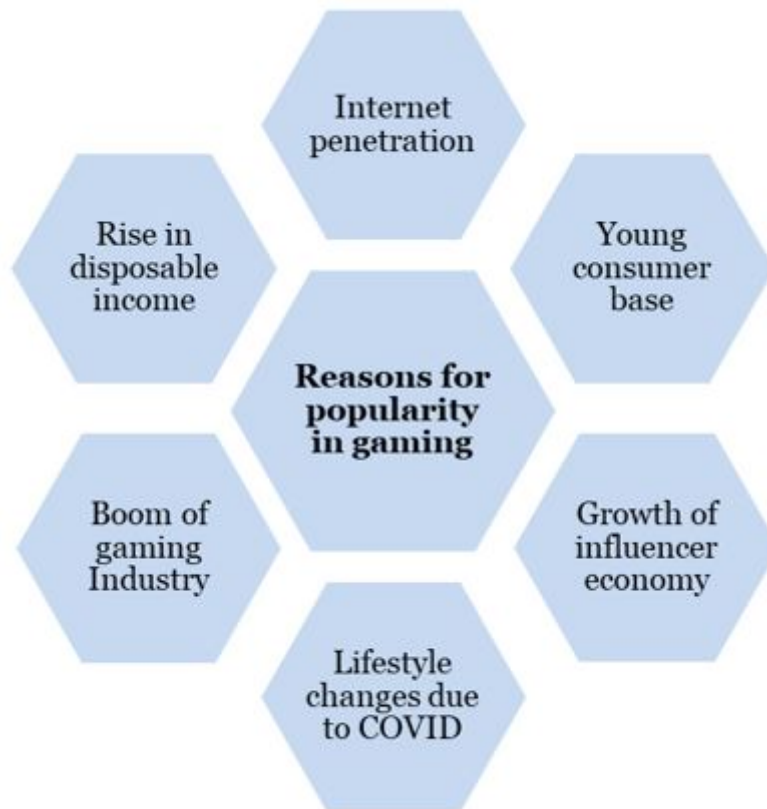 Internet
penetration
Rise in
disposable
income
Young
consumer
base
Reasons for
popularity
in gaming
Boom of
gaming
Industry
Growth of
influencer
economy
Lifestyle
changes due
to COVID